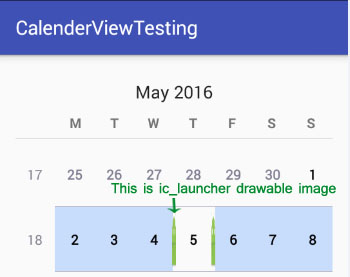 CalenderViewTesting
May 2016
M T W T F S S
17 25 26 27 28 29 30 1
This is ic_launcher drawable image
18 2 3 4 5 6 7 8